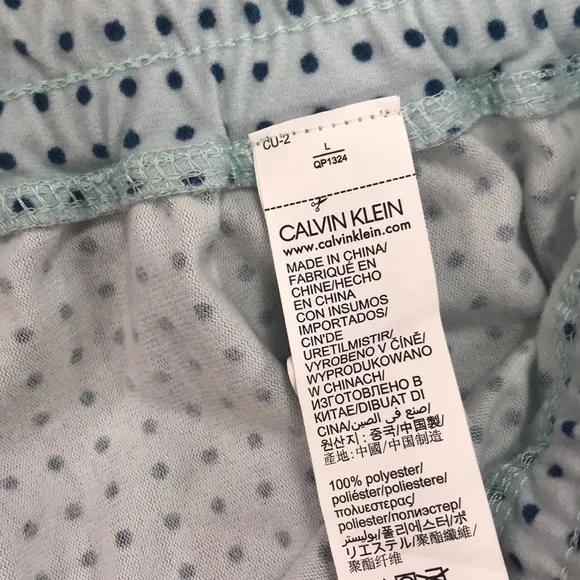 CU-2
L
QP1324
CALVIN KLEIN
www.calvinklein.com
MADE IN CHINA/
FABRIQUÉ EN
CHINE/HECHO
EN CHINA
CON INSUMOS
IMPORTADOS/
CIN'DE
URETILMISTIR/
VYROBENO V ČÍNĚ/
WYPRODUKOWANO
W CHINACH/
ИЗГОТОВЛЕНО В
КИТАЕ/DIBUAT DI
CINA/صنع في الصين/
원산지 : 중국/中国製/
產地: 中國/中国制造
100% polyester/
poliéster/poliestere/
πολυεστερας/
poliester/полиэстер/
بوليستر/폴리에스터/ポ
リエステル/聚酯纖維/
聚酯纤维